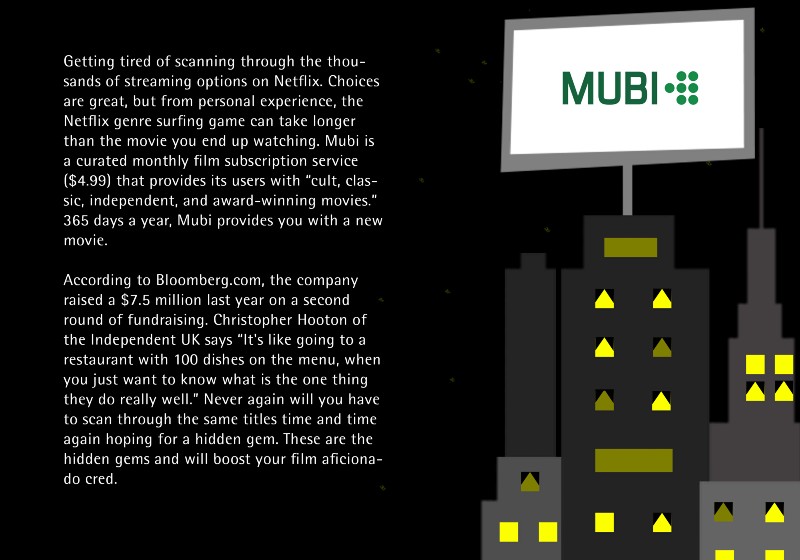 Getting tired of scanning through the thou-
sands of streaming options on Netflix. Choices
are great, but from personal experience, the
Netflix genre surfing game can take longer
than the movie you end up watching. Mubi is
a curated monthly film subscription service
($4.99) that provides its users with “cult, clas-
sic, independent, and award-winning movies.”
365 days a year, Mubi provides you with a new
movie.
According to Bloomberg.com, the company
raised a $7.5 million last year on a second
round of fundraising. Christopher Hooton of
the Independent UK says “It's like going to a
restaurant with 100 dishes on the menu, when
you just want to know what is the one thing
they do really well.” Never again will you have
to scan through the same titles time and time
again hoping for a hidden gem. These are the
hidden gems and will boost your film aficiona-
do cred.
MUBI